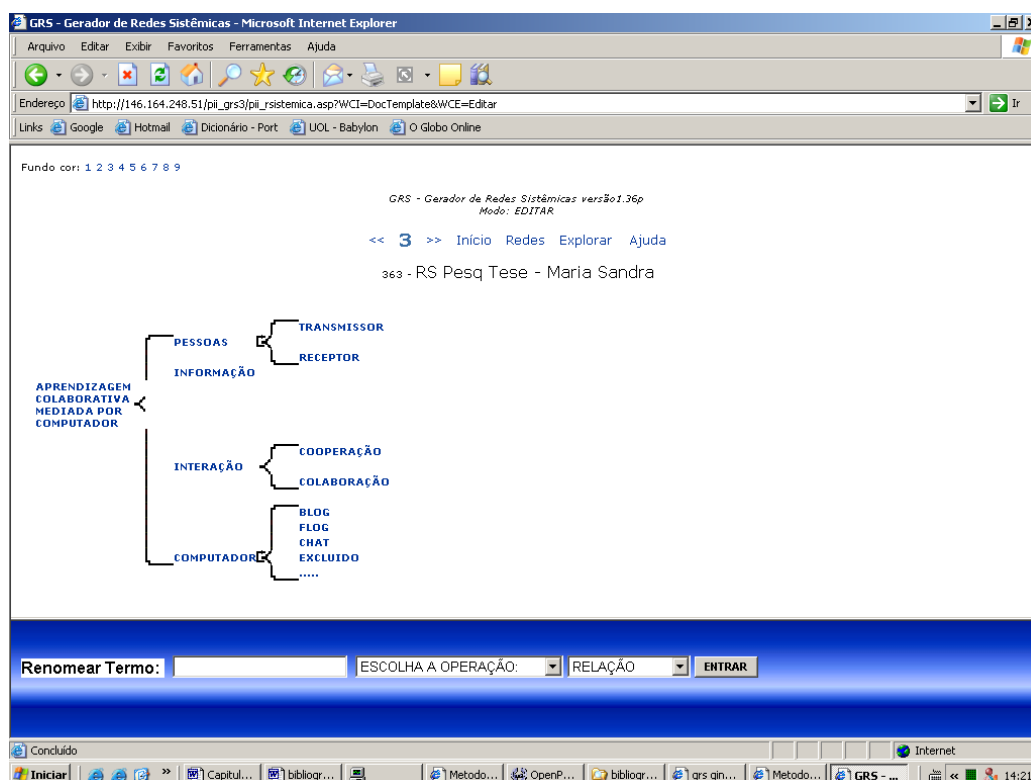 GRS - Gerador de Redes Sistêmicas - Microsoft Internet Explorer
Arquivo Editar Exibir Favoritos Ferramentas Ajuda
Endereço http://146.164.248.51/pii_grs3/pii_rsistemica.asp?WCI=DocTemplate&WCE=Editar Ir
Links Google Hotmail Dicionário - Port UOL - Babylon O Globo Online
Fundo cor: 1 2 3 4 5 6 7 8 9
GRS - Gerador de Redes Sistêmicas versão1.36p
Modo: EDITAR
<< 3 >> Início Redes Explorar Ajuda
363 - RS Pesq Tese - Maria Sandra
APRENDIZAGEM
COLABORATIVA
MEDIADA POR
COMPUTADOR
PESSOAS
TRANSMISSOR
RECEPTOR
INFORMAÇÃO
INTERAÇÃO
COOPERAÇÃO
COLABORAÇÃO
COMPUTADOR
BLOG
FLOG
CHAT
EXCLUIDO
.....
Renomear Termo: ESCOLHA A OPERAÇÃO: RELAÇÃO ENTRAR
Concluído Internet
Iniciar » Capitul... bibliogr... Metodo... OpenP... bibliogr... grs gin... Metodo... GRS - ... « 14:21